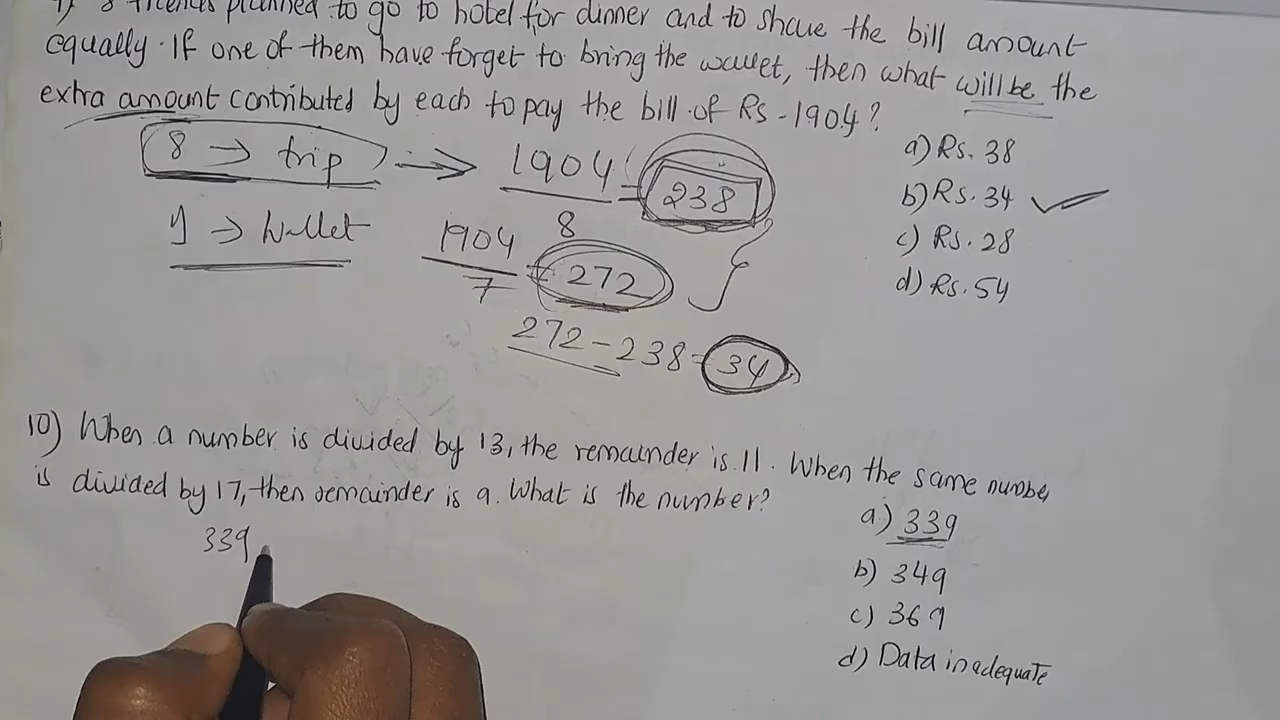 8 friends planned to go to hotel for dinner and to share the bill amount
equally. If one of them have forget to bring the wallet, then what will be the
extra amount contributed by each to pay the bill of Rs - 1904?
a) Rs. 38
b) Rs. 34
c) Rs. 28
d) Rs. 54
8 → trip ⇒ 1904/8 = 238
1 → wallet 1904/7 = 272
272 - 238 = 34
10) When a number is divided by 13, the remainder is 11. When the same number
is divided by 17, then remainder is 9. What is the number?
a) 339
b) 349
c) 369
d) Data inadequate
339